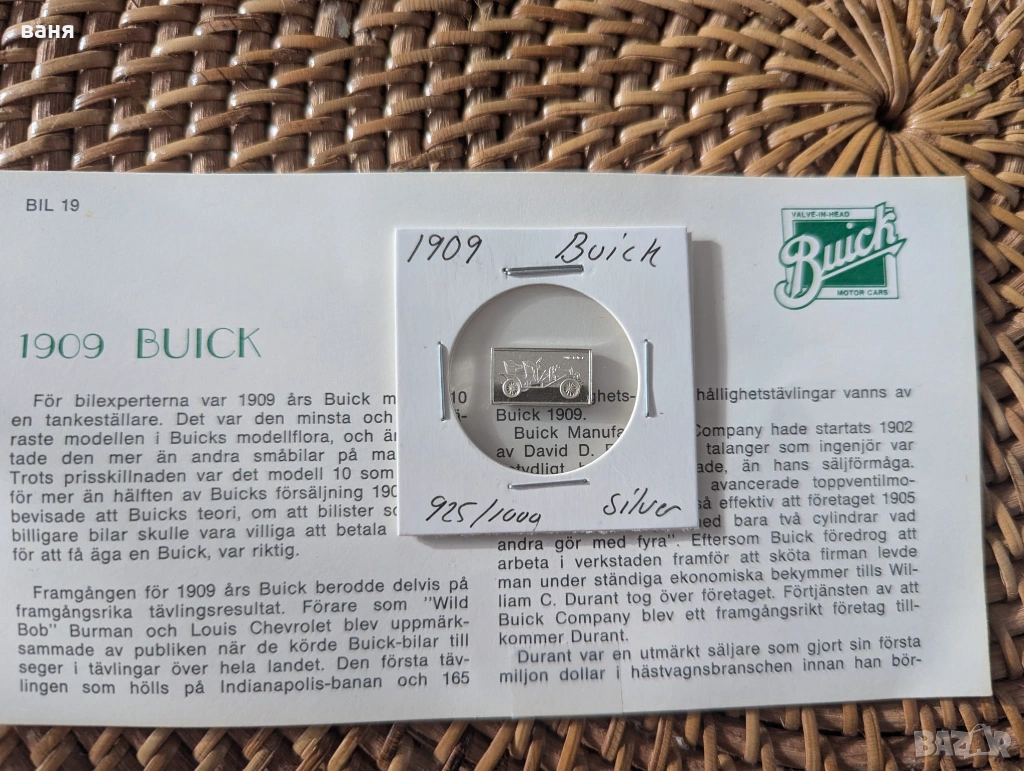 ваня
BIL 19
VALVE-IN-HEAD
Buick
MOTOR CARS
1909 BUICK
1909 Buick
925/1000 Silver
För bilexperterna var 1909 års Buick 10
en tankeställare. Det var den minsta och
raste modellen i Buicks modellflora, och
tade den mer än andra småbilar på
Trots prisskillnaden var det modell 10 som
för mer än hälften av Buicks försäljning
bevisade att Buicks teori, om att bilister
billigare bilar skulle vara villiga att betala
för att få äga en Buick, var riktig.
Framgången för 1909 års Buick berodde delvis på
framgångsrika tävlingsresultat. Förare som "Wild
Bob" Burman och Louis Chevrolet blev uppmärk-
sammade av publiken när de körde Buick-bilar till
seger i tävlingar över hela landet. Den första täv-
lingen som hölls på Indianapolis-banan och 165
hållighetstävlingar vanns av
hets-
Buick 1909.
Buick Manufa
Company hade startats 1902
av David D.
talanger som ingenjör var
än hans säljförmåga.
avancerade toppventilmo-
så effektiv att företaget 1905
med bara två cylindrar vad
andra gör med fyra". Eftersom Buick föredrog att
arbeta i verkstaden framför att sköta firman levde
man under ständiga ekonomiska bekymmer tills Wil-
liam C. Durant tog över företaget. Förtjänsten av att
Buick Company blev ett framgångsrikt företag till-
kommer Durant.
Durant var en utmärkt säljare som gjort sin första
miljon dollar i hästvagnsbranschen innan han bör-
BAZAR